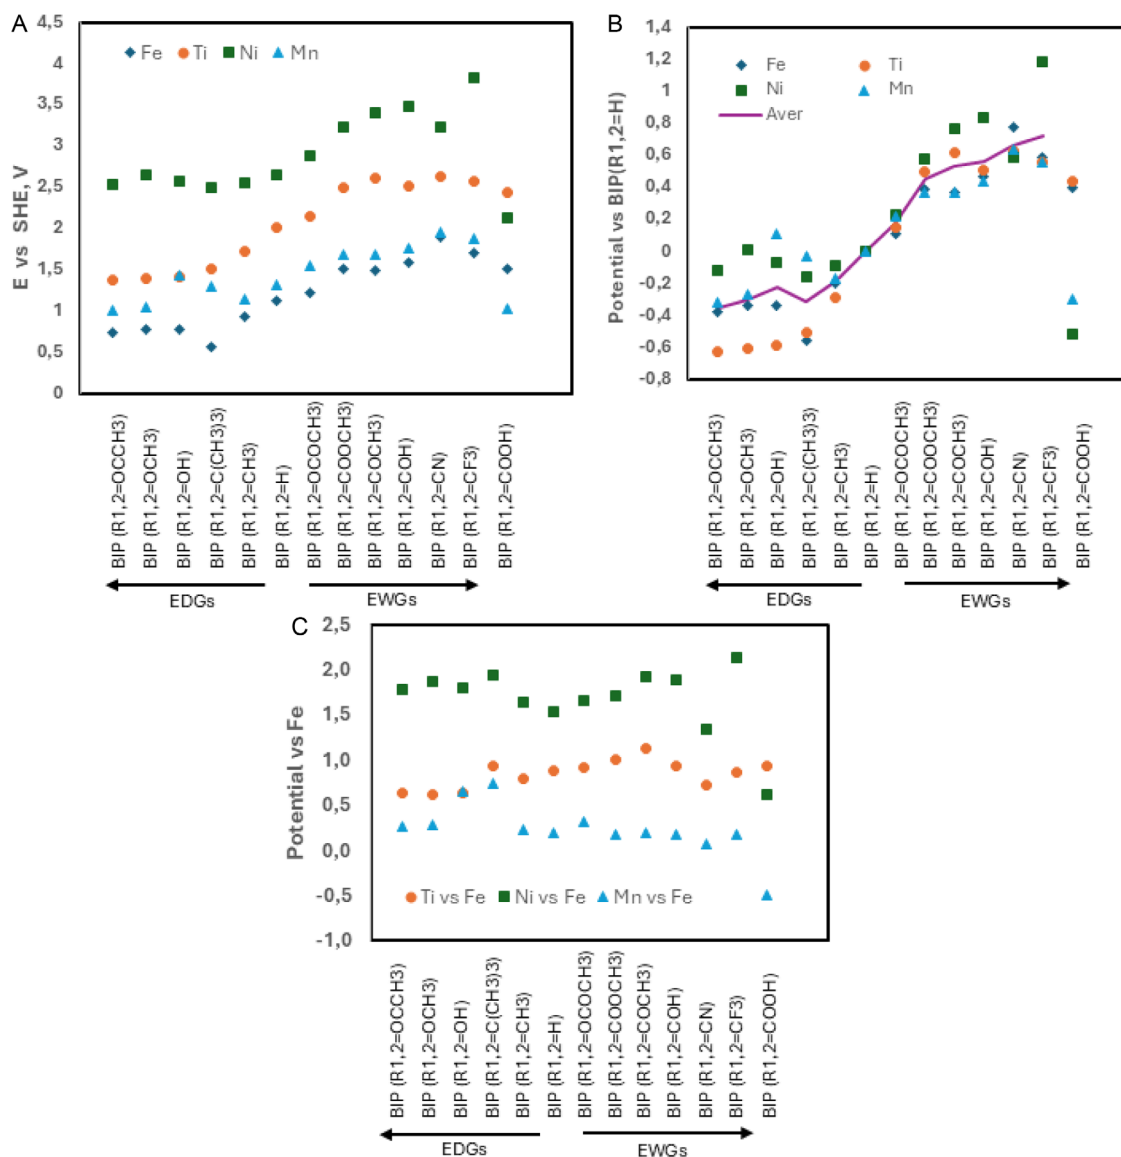 A
4,5
4
3,5
3
2,5
2
1,5
1
0,5
0
E vs SHE, V
Fe Ti Ni Mn
BIP (R1,2=OCCH3)
BIP (R1,2=OCH3)
BIP (R1,2=OH)
BIP (R1,2=C(CH3)3
BIP (R1,2=CH3)
BIP (R1,2=H)
BIP (R1,2=OCOCH3)
BIP (R1,2=COOCH3)
BIP (R1,2=COCH3)
BIP (R1,2=COH)
BIP (R1,2=CN)
BIP (R1,2=CF3)
BIP (R1,2=COOH)
EDGs
EWGs
B
1,4
1,2
1
0,8
0,6
0,4
0,2
0
-0,2
-0,4
-0,6
-0,8
Potential vs BIP(R1,2=H)
Fe Ti
Ni Mn
Aver
BIP (R1,2=OCCH3)
BIP (R1,2=OCH3)
BIP (R1,2=OH)
BIP (R1,2=C(CH3)3
BIP (R1,2=CH3)
BIP (R1,2=H)
BIP (R1,2=OCOCH3)
BIP (R1,2=COOCH3)
BIP (R1,2=COCH3)
BIP (R1,2=COH)
BIP (R1,2=CN)
BIP (R1,2=CF3)
BIP (R1,2=COOH)
EDGs
EWGs
C
2,5
2,0
1,5
1,0
0,5
0,0
-0,5
-1,0
Potential vs Fe
Ti vs Fe Ni vs Fe Mn vs Fe
BIP (R1,2=OCCH3)
BIP (R1,2=OCH3)
BIP (R1,2=OH)
BIP (R1,2=C(CH3)3
BIP (R1,2=CH3)
BIP (R1,2=H)
BIP (R1,2=OCOCH3)
BIP (R1,2=COOCH3)
BIP (R1,2=COCH3)
BIP (R1,2=COH)
BIP (R1,2=CN)
BIP (R1,2=CF3)
BIP (R1,2=COOH)
EDGs
EWGs